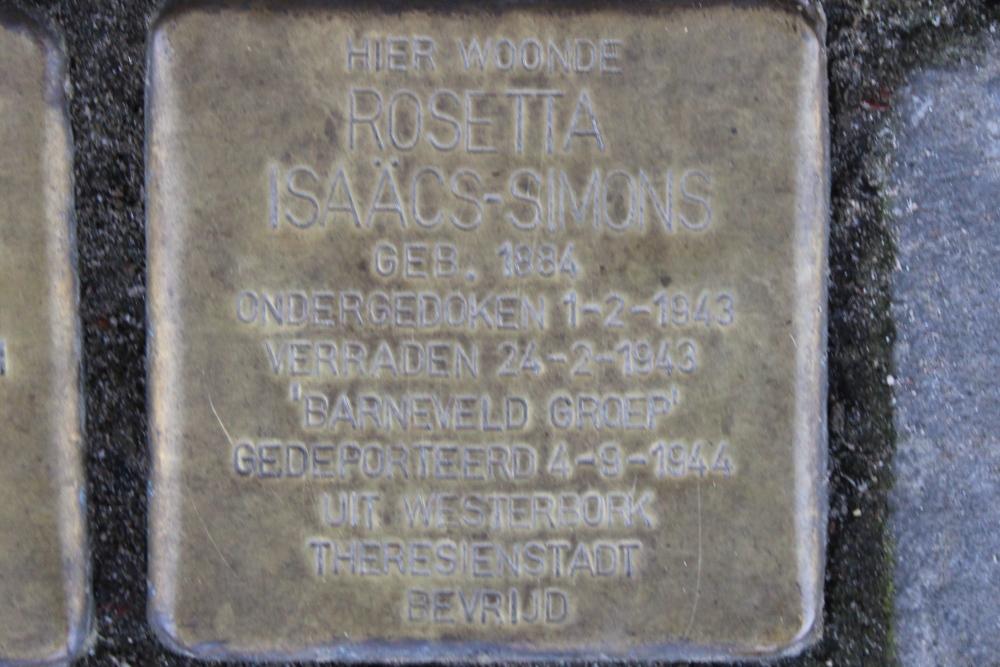 HIER WOONDE
ROSETTA
ISAÄCS-SIMONS
GEB. 1884
ONDERGEDOKEN 1-2-1943
VERRADEN 24-2-1943
'BARNEVELD GROEP'
GEDEPORTEERD 4-9-1944
UIT WESTERBORK
THERESIENSTADT
BEVRIJD